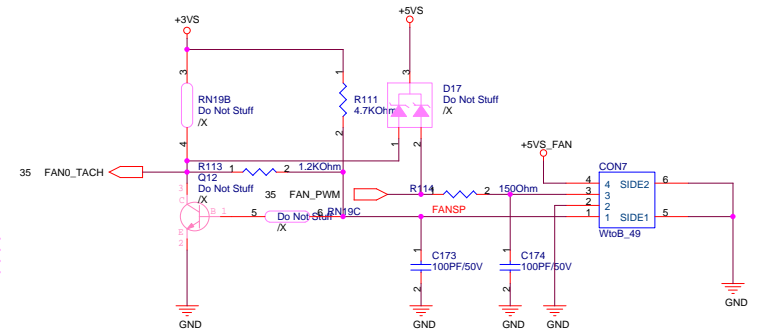 +3VS
+5VS
3
RN19B
Do Not Stuff
/X
4
1
R111
4.7KOhm
2
3
D17
Do Not Stuff
/X
1
2
+5VS_FAN
CON7
4 4 SIDE2 6
3 3
2 2
1 1 SIDE1 5
WtoB_49
35 FAN0_TACH
R113 1 2 1.2KOhm
Q12
Do Not Stuff
/X
3
C
B 1
E
2
35 FAN_PWM
R114 1 2 150Ohm
FANSP
5 6 RN19C
Do Not Stuff
/X
1
C173
100PF/50V
2
1
C174
100PF/50V
2
GND
GND
GND
GND
GND